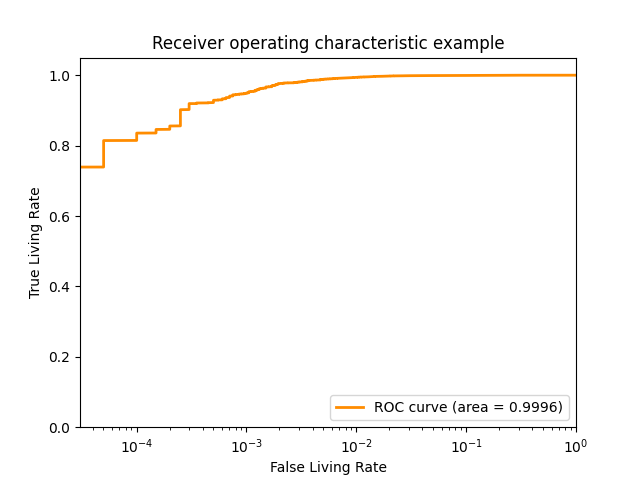 Receiver operating characteristic example
True Living Rate
1.0
0.8
0.6
0.4
0.2
0.0
10⁻⁴
10⁻³
10⁻²
10⁻¹
10⁰
False Living Rate
ROC curve (area = 0.9996)